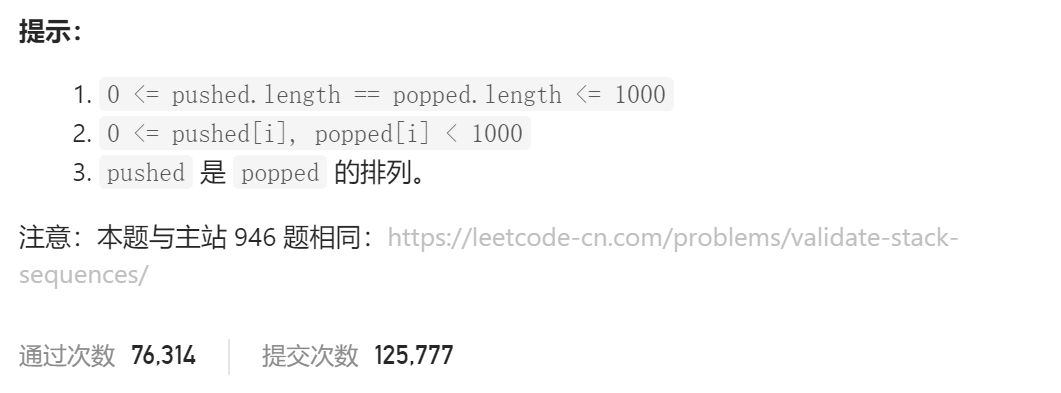 提示：
1. 0 <= pushed.length == popped.length <= 1000
2. 0 <= pushed[i], popped[i] < 1000
3. pushed 是 popped 的排列。
注意：本题与主站 946 题相同：https://leetcode-cn.com/problems/validate-stack-
sequences/
通过次数 76,314 提交次数 125,777